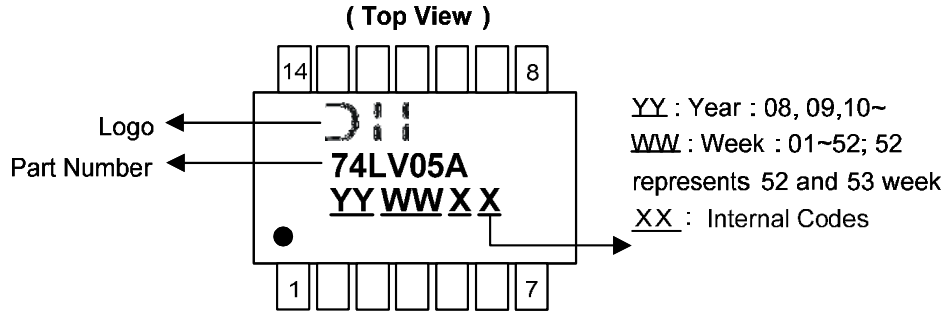 ( Top View )
14 8
Logo
Part Number
74LV05A
YY WW X X
1 7
YY : Year : 08, 09,10~
WW : Week : 01~52; 52
represents 52 and 53 week
XX : Internal Codes